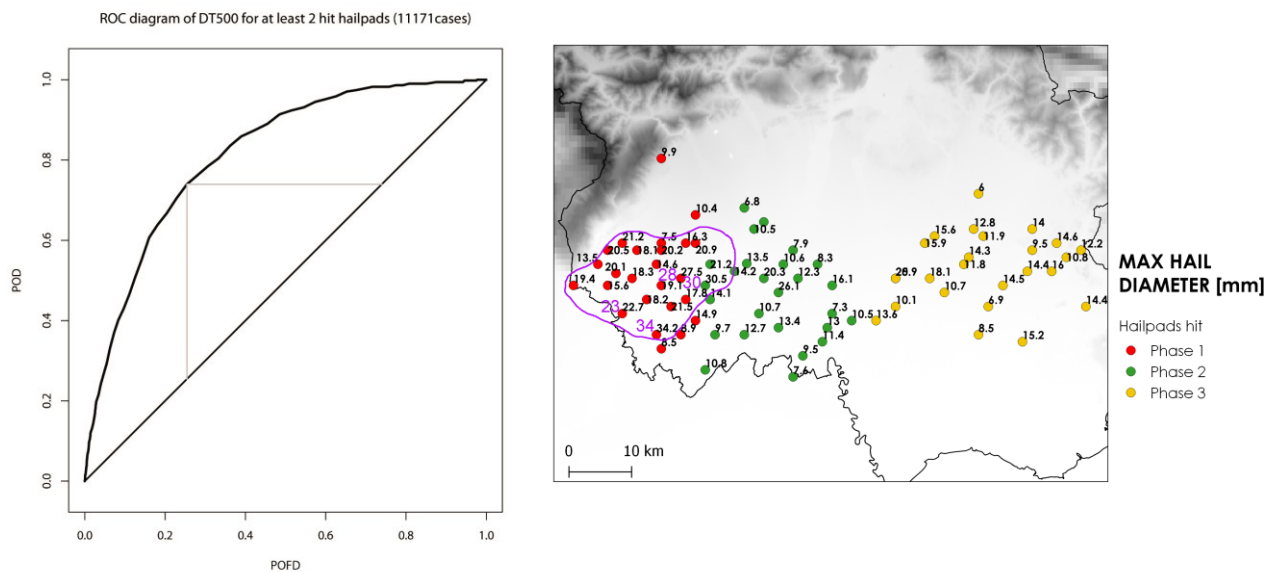 ROC diagram of DT500 for at least 2 hit hailpads (11171cases)
POD
1.0
0.8
0.6
0.4
0.2
0.0
0.0 0.2 0.4 0.6 0.8 1.0
POFD
9.9
6
10.4 6.8
10.5
12.8 14
21.2 7.5 16.3 15.6 11.9 14.6
20.5 18.1 20.2 20.9 7.9 15.9 9.5 12.2
13.5 14.6 21.2 13.5 10.6 8.3 14.3 10.8
20.1 18.3 28 27.5 14.2 20.3 12.3 11.8 14.4 16
19.4 15.6 19.1 30 30.5 26.1 16.1 18.1 14.5
18.2 17.8 14.1 10.7
23 22.7 21.5 10.7 7.3 10.1 6.9 14.4
34 14.9 13.4 13 10.5 13.6
34.2 8.9 9.7 12.7 11.4 8.5
8.5 9.5 15.2
10.8 7.6
0 10 km
MAX HAIL
DIAMETER [mm]
Hailpads hit
Phase 1
Phase 2
Phase 3